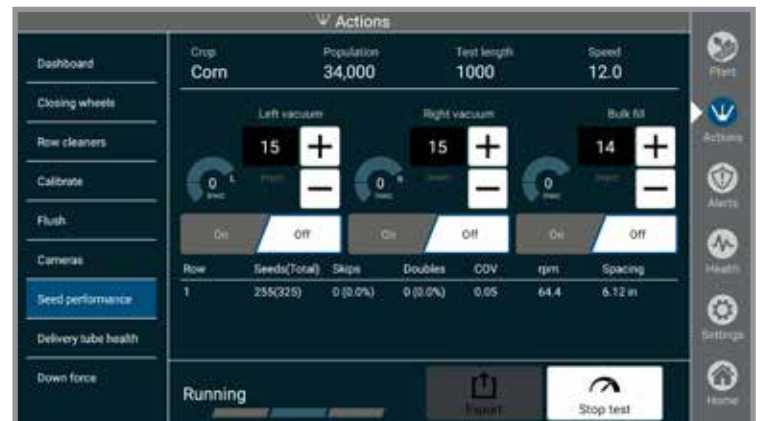 Actions
Dashboard
Closing wheels
Row cleaners
Calibrate
Flush
Cameras
Seed performance
Delivery tube health
Down force
Crop Population Test length Speed
Corn 34,000 1000 12.0
Left vacuum Right vacuum Bulk fill
15 + 15 + 14 +
0 L 0 R 0
− − −
On Off On Off On Off
Row Seeds(Total) Skips Doubles COV rpm Spacing
1 255(325) 0 (0.0%) 0 (0.0%) 0.05 64.4 6.12 in
Running Export Stop test
Plant
Actions
Alerts
Health
Settings
Home